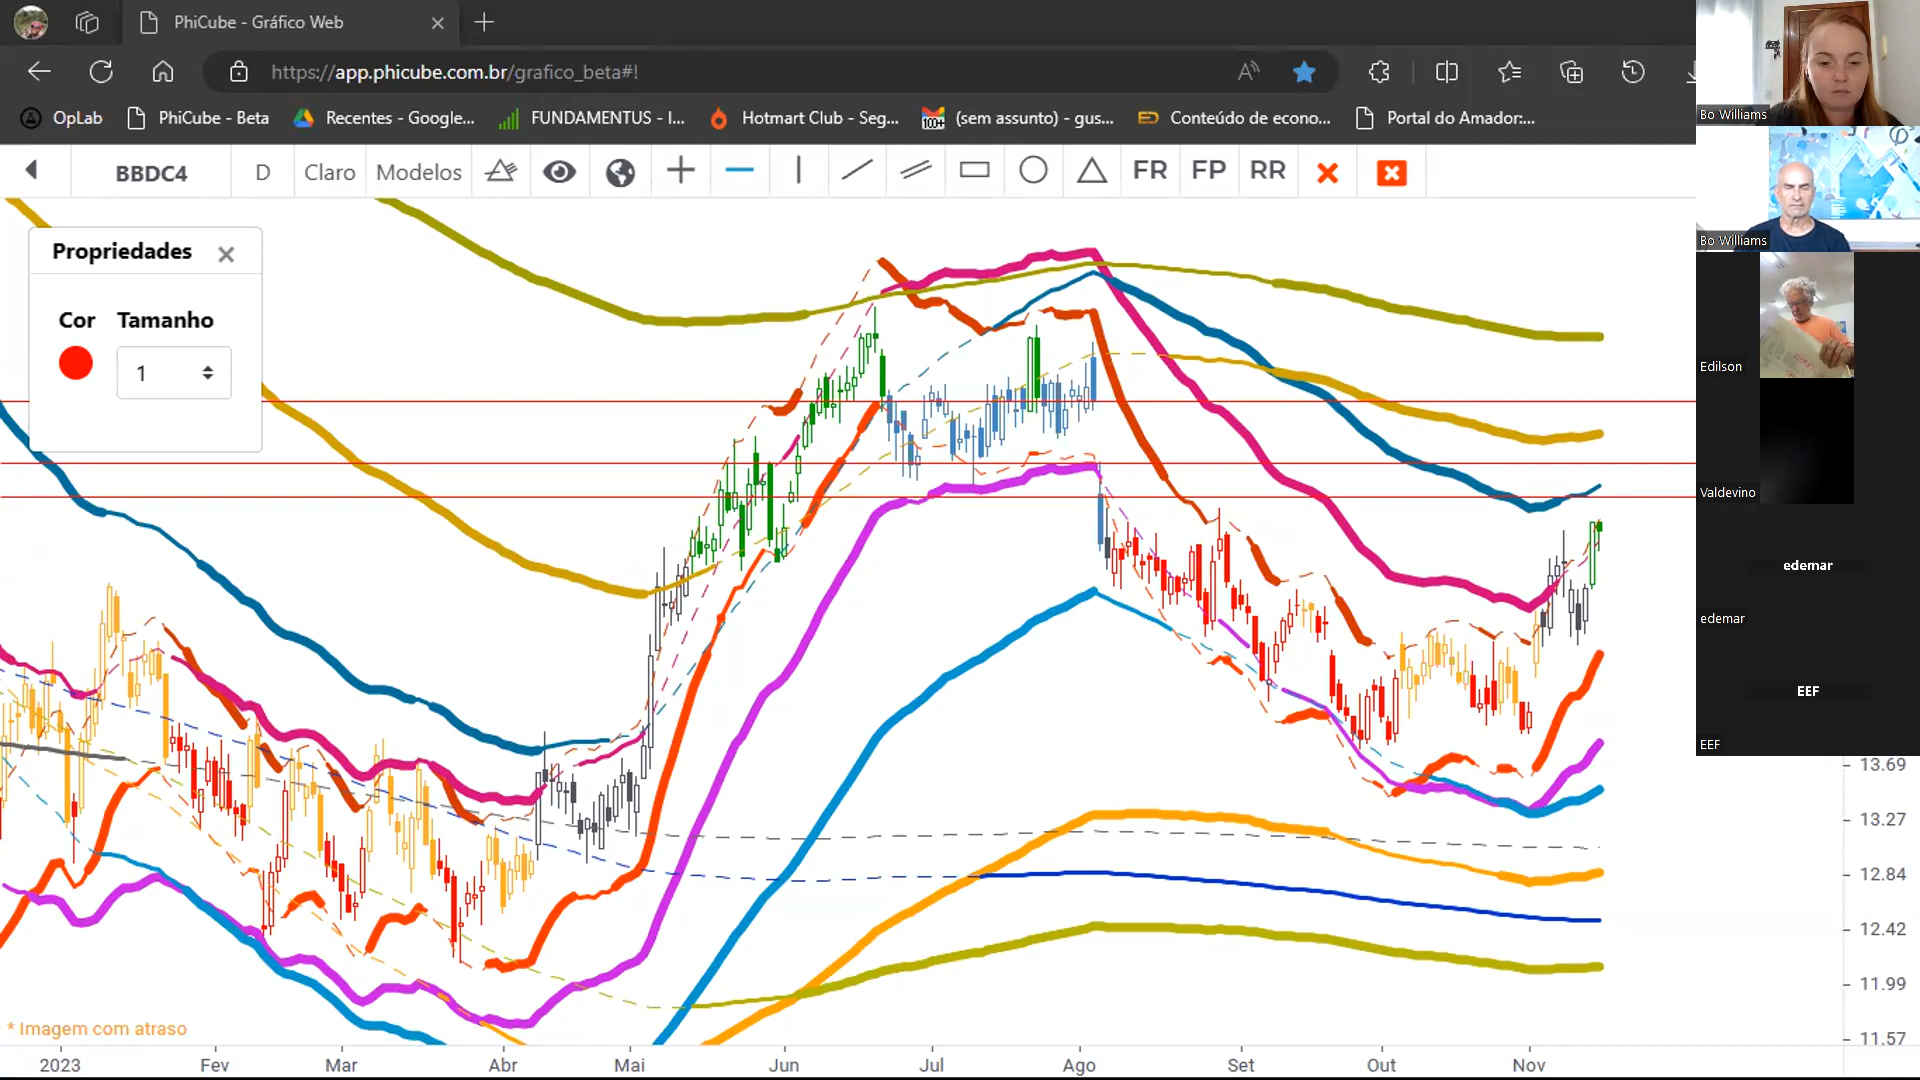 PhiCube - Gráfico Web
https://app.phicube.com.br/grafico_beta#!
OpLab
PhiCube - Beta
Recentes - Google...
FUNDAMENTUS - I...
Hotmart Club - Seg...
100+
(sem assunto) - gus...
Conteúdo de econo...
Portal do Amador:...
BBDC4
D
Claro
Modelos
FR
FP
RR
Propriedades
Cor
Tamanho
1
* Imagem com atraso
2023
Fev
Mar
Abr
Mai
Jun
Jul
Ago
Set
Out
Nov
13.69
13.27
12.84
12.42
11.99
11.57
Bo Williams
Bo Williams
Edilson
Valdevino
edemar
edemar
EEF
EEF